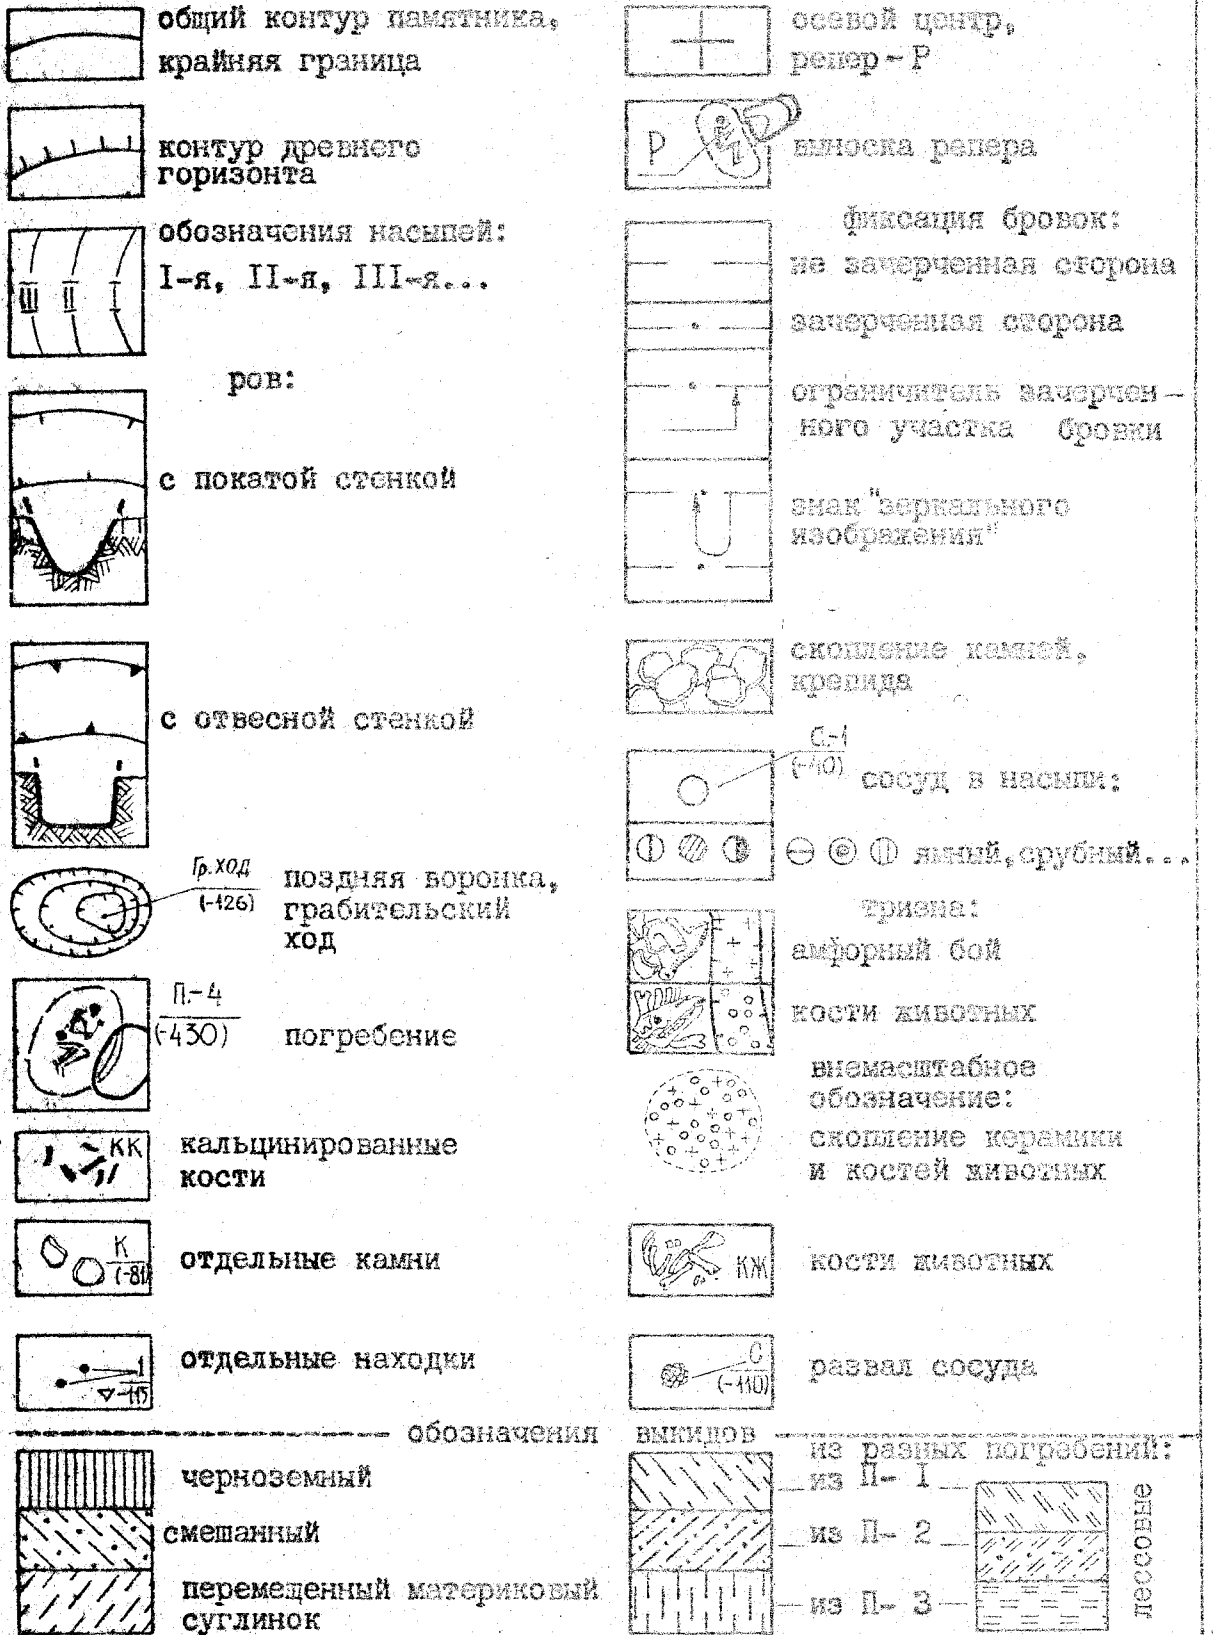 общий контур памятника,
крайняя граница
контур древнего
горизонта
обозначения насыпей:
I-я, II-я, III-я...
III II I
ров:
с покатой стенкой
с отвесной стенкой
Гр. ход
(-126)
поздняя воронка,
грабительский
ход
П.-4
(-430)
погребение
КК
кальцинированные
кости
К
(-81)
отдельные камни
1
▽-115
отдельные находки
осевой центр,
репер - Р
Р
выноска репера
фиксация бровок:
не зачерченная сторона
зачерченная сторона
ограничитель зачерчен-
ного участка бровки
знак "зеркального
изображения"
скопление камней,
крепида
С.-1
(-40)
сосуд в насыпи:
ямный, срубный...
тризна:
амфорный бой
кости животных
внемасштабное
обозначение:
скопление керамики
и костей животных
КЖ
кости животных
С
(-110)
развал сосуда
обозначения выкидов
черноземный
смешанный
перемещенный материковый
суглинок
из разных погребений:
из П- 1
из П- 2
из П- 3
лессовые